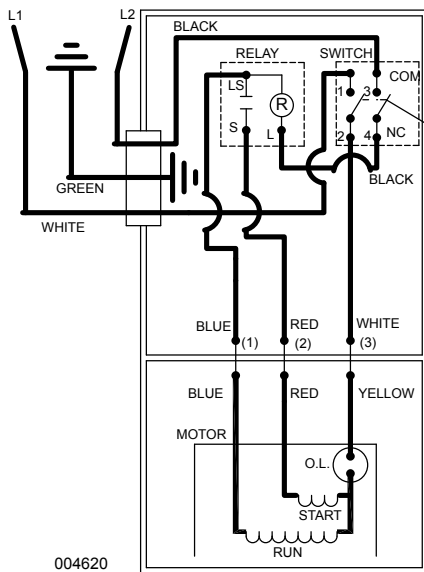 L1
L2
BLACK
RELAY
SWITCH
LS
COM
1
3
R
S
L
2
4
NC
BLACK
GREEN
WHITE
BLUE
RED
WHITE
(1)
(2)
(3)
BLUE
RED
YELLOW
MOTOR
O.L.
START
RUN
004620